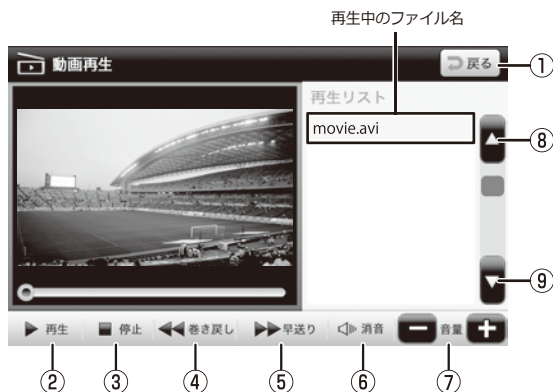 再生中のファイル名
動画再生
戻る
①
再生リスト
movie.avi
⑧
⑨
再生
停止
巻き戻し
早送り
消音
音量
②
③
④
⑤
⑥
⑦